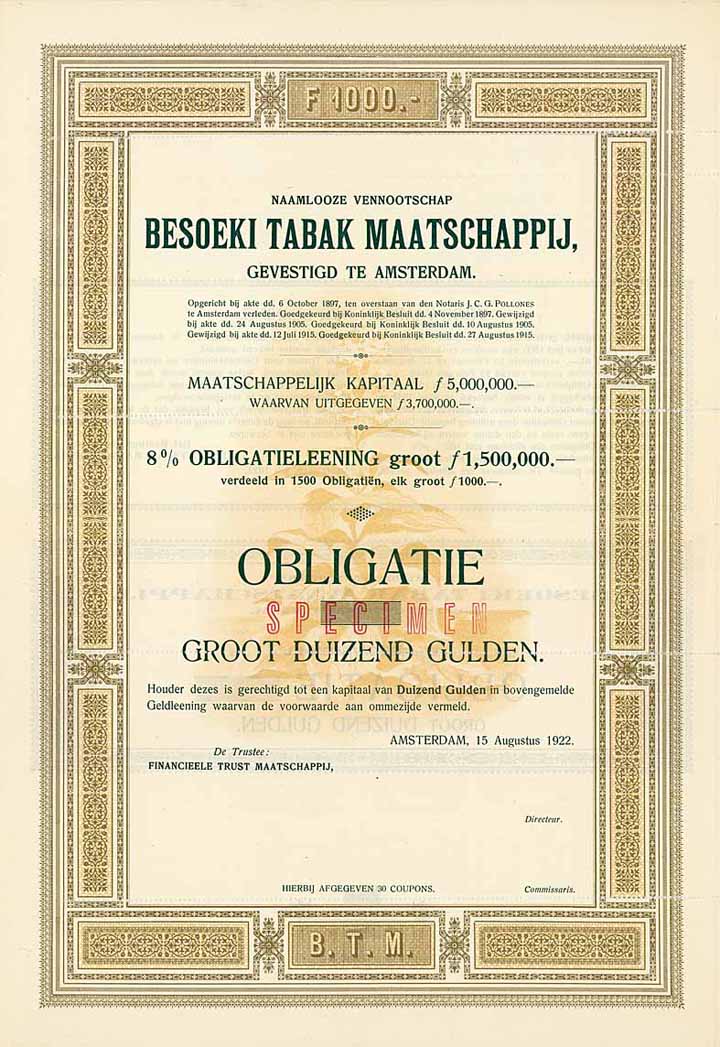 F 1000.-
NAAMLOOZE VENNOOTSCHAP
BESOEKI TABAK MAATSCHAPPIJ,
GEVESTIGD TE AMSTERDAM.
Opgericht bij akte dd. 6 October 1897, ten overstaan van den Notaris J. C. G. POLLONES
te Amsterdam verleden. Goedgekeurd bij Koninklijk Besluit dd. 4 November 1897. Gewijzigd
bij akte dd. 24 Augustus 1905. Goedgekeurd bij Koninklijk Besluit dd. 10 Augustus 1905.
Gewijzigd bij akte dd. 12 Juli 1915. Goedgekeurd bij Koninklijk Besluit dd. 27 Augustus 1915.
MAATSCHAPPELIJK KAPITAAL ƒ 5,000,000.—
WAARVAN UITGEGEVEN ƒ 3,700,000.—.
8% OBLIGATIELEENING groot ƒ 1,500,000.—
verdeeld in 1500 Obligatiën, elk groot ƒ 1000.—.
OBLIGATIE
SPECIMEN
GROOT DUIZEND GULDEN.
Houder dezes is gerechtigd tot een kapitaal van Duizend Gulden in bovengemelde
Geldleening waarvan de voorwaarde aan ommezijde vermeld.
AMSTERDAM, 15 Augustus 1922.
De Trustee:
FINANCIEELE TRUST MAATSCHAPPIJ,
Directeur.
HIERBIJ AFGEGEVEN 30 COUPONS.
Commissaris.
B. T. M.